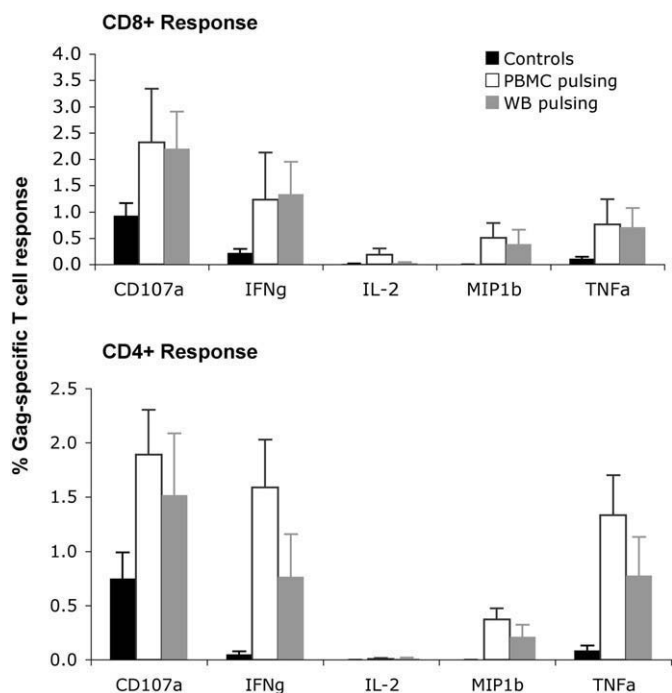 CD8+ Response
4.0
3.5
3.0
2.5
2.0
1.5
1.0
0.5
0.0
Controls
PBMC pulsing
WB pulsing
CD107a IFNg IL-2 MIP1b TNFa
% Gag-specific T cell response
CD4+ Response
2.5
2.0
1.5
1.0
0.5
0.0
CD107a IFNg IL-2 MIP1b TNFa